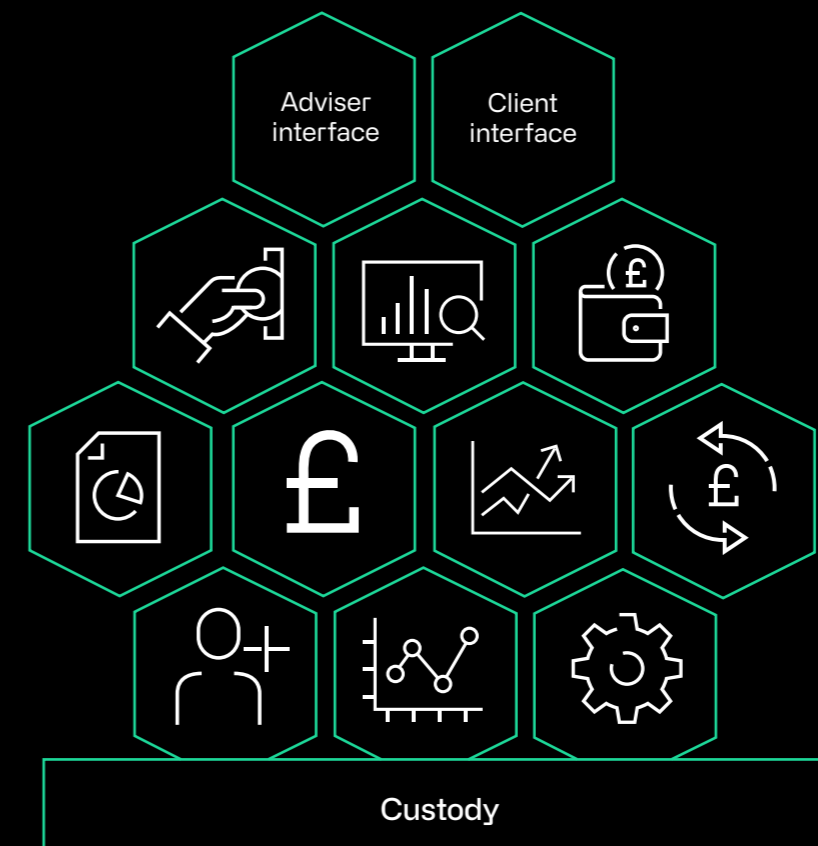 Adviser
interface
Client
interface
£
£
£
Custody